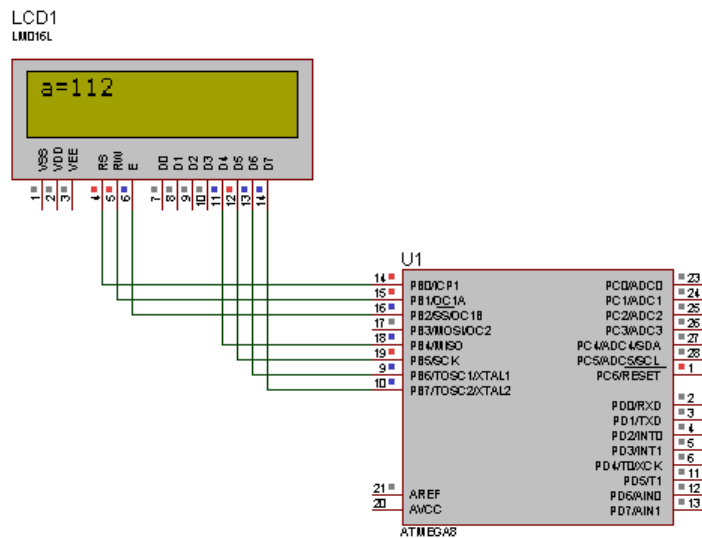 LCD1
LM016L
a=112
VSS
VDD
VEE
RS
RW
E
D0
D1
D2
D3
D4
D5
D6
D7
1
2
3
4
5
6
7
8
9
10
11
12
13
14
U1
14 PB0/ICP1 PC0/ADC0 23
15 PB1/OC1A PC1/ADC1 24
16 PB2/SS/OC1B PC2/ADC2 25
17 PB3/MOSI/OC2 PC3/ADC3 26
18 PB4/MISO PC4/ADC4/SDA 27
19 PB5/SCK PC5/ADC5/SCL 28
9 PB6/TOSC1/XTAL1 PC6/RESET 1
10 PB7/TOSC2/XTAL2
PD0/RXD 2
PD1/TXD 3
PD2/INT0 4
PD3/INT1 5
PD4/T0/XCK 6
PD5/T1 11
21 AREF PD6/AIN0 12
20 AVCC PD7/AIN1 13
ATMEGA8